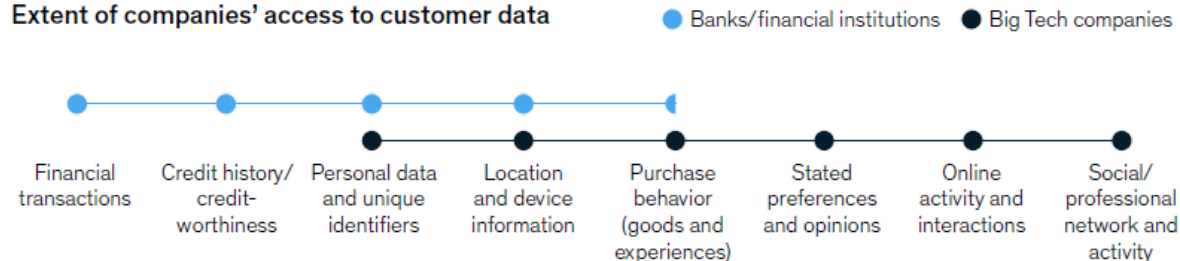 Extent of companies' access to customer data
Banks/financial institutions
Big Tech companies
Financial
transactions
Credit history/
credit-
worthiness
Personal data
and unique
identifiers
Location
and device
information
Purchase
behavior
(goods and
experiences)
Stated
preferences
and opinions
Online
activity and
interactions
Social/
professional
network and
activity